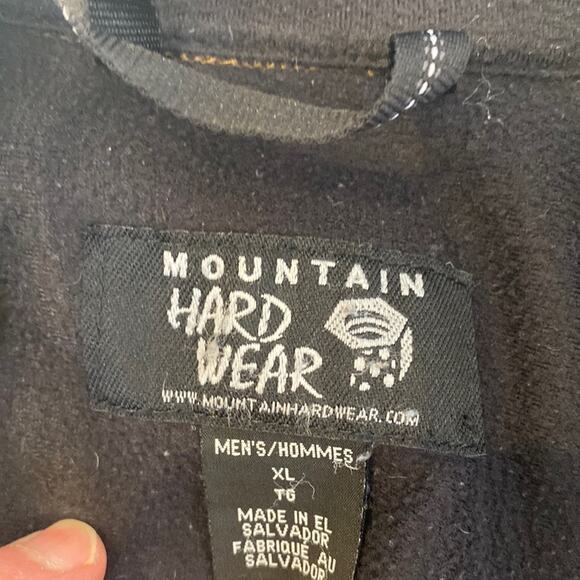 MOUNTAIN
HARD
WEAR
WWW.MOUNTAINHARDWEAR.COM
MEN'S/HOMMES
XL
TG
MADE IN EL
SALVADOR
FABRIQUÉ AU
SALVADOR